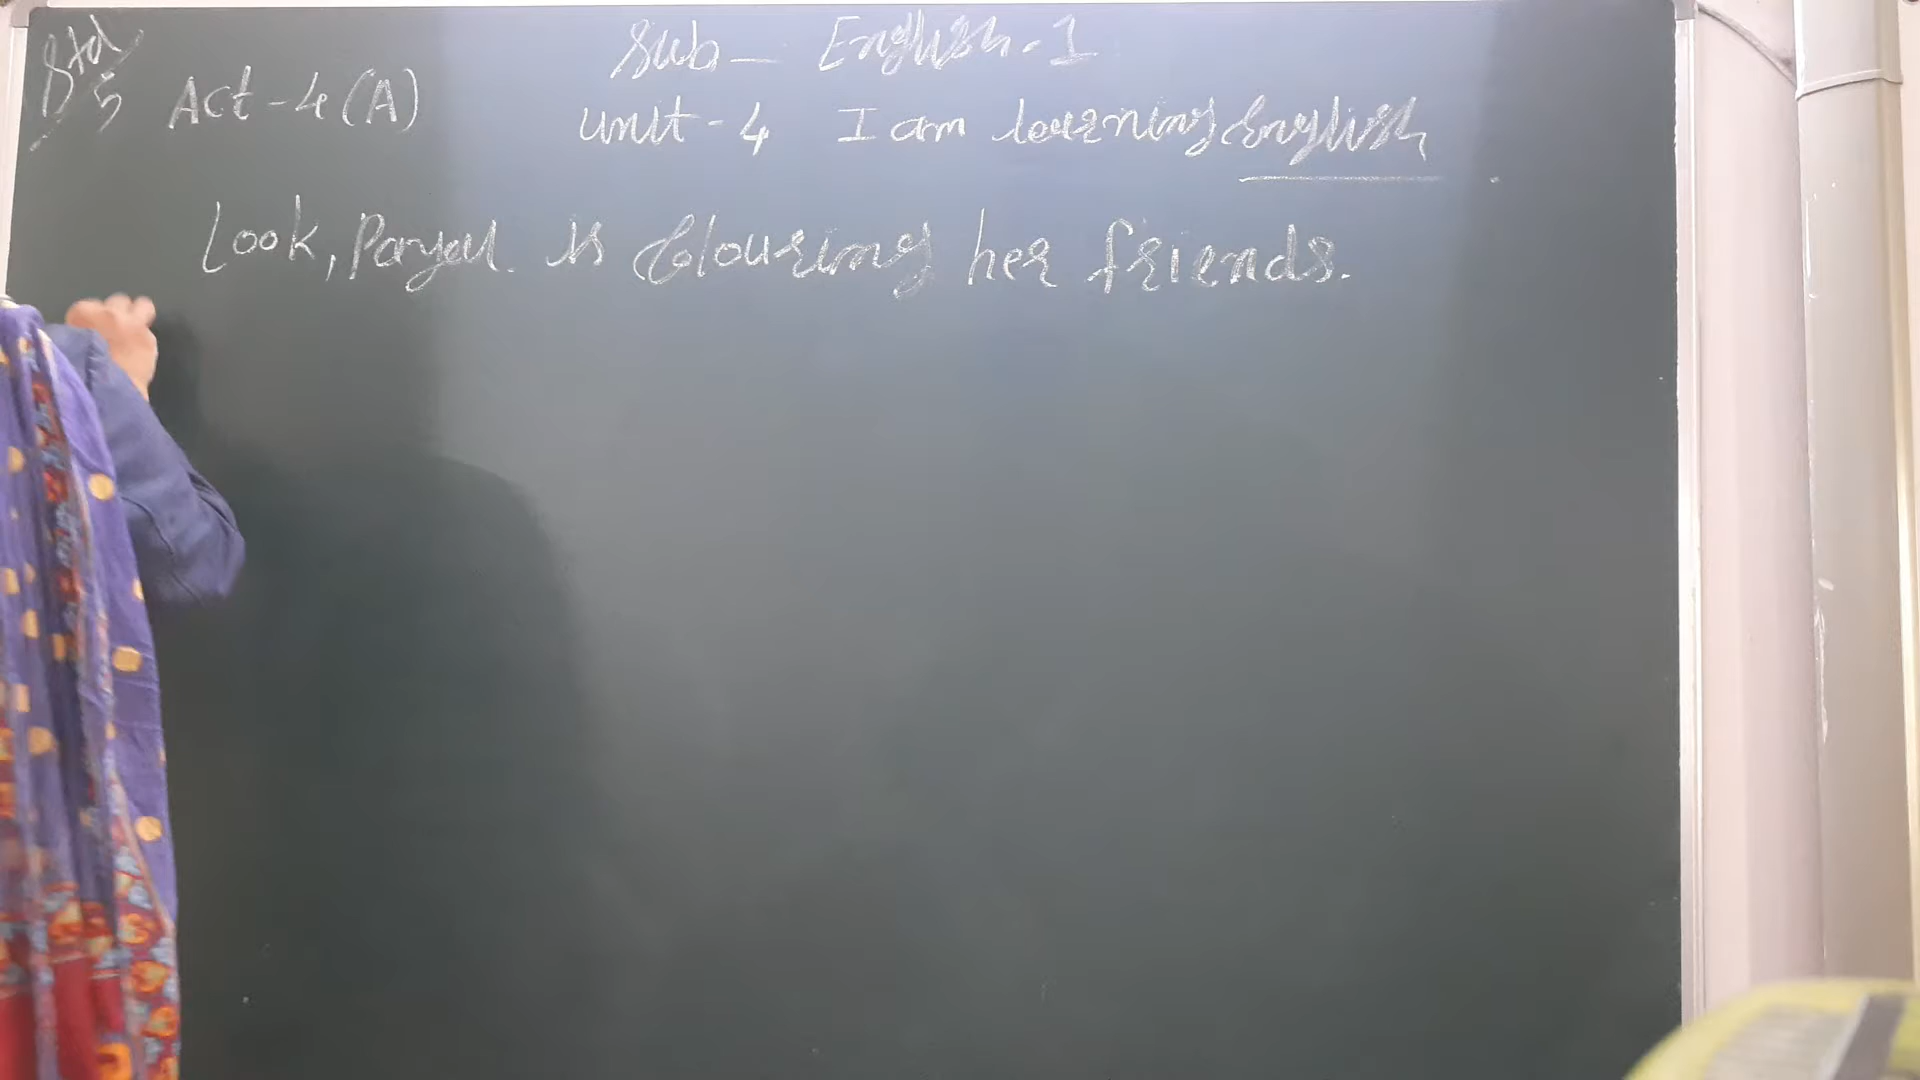 Std 5
Sub - English-1
Act-4(A)
Unit-4 I am learning English
Look, Payal is Colouring her friends.